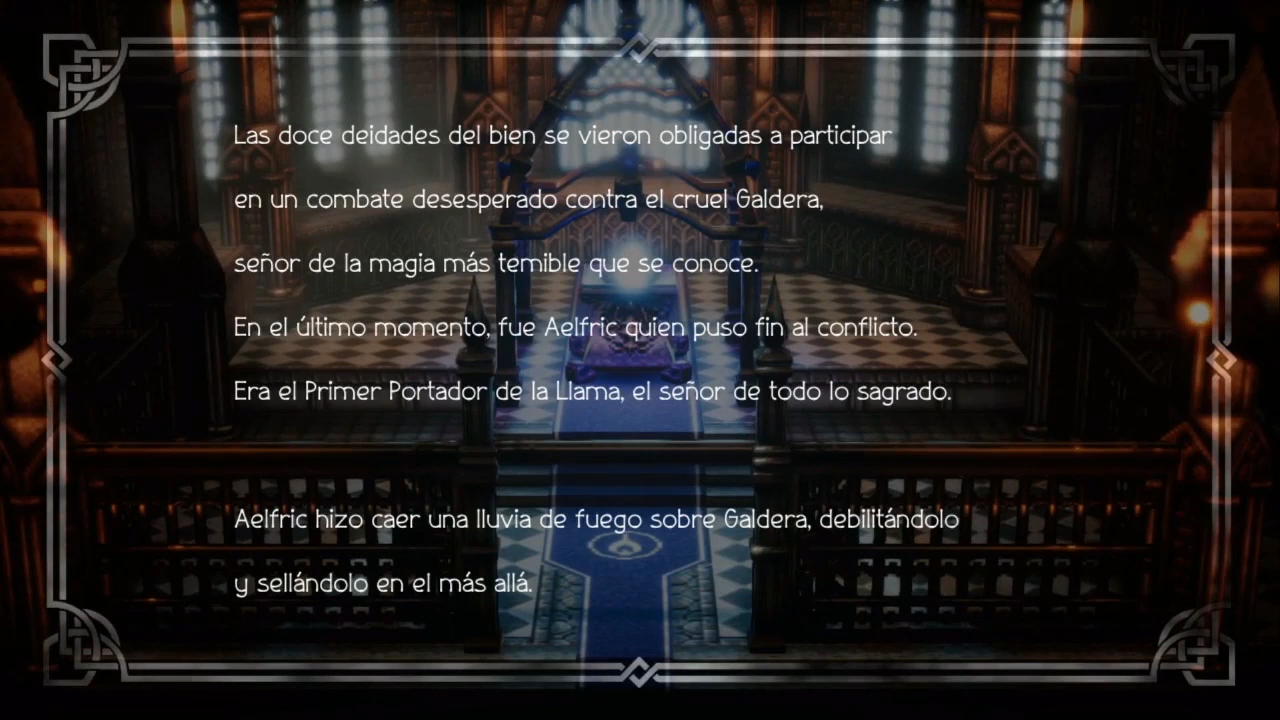 Las doce deidades del bien se vieron obligadas a participar
en un combate desesperado contra el cruel Galdera,
señor de la magia más temible que se conoce.
En el último momento, fue Aelfric quien puso fin al conflicto.
Era el Primer Portador de la Llama, el señor de todo lo sagrado.
Aelfric hizo caer una lluvia de fuego sobre Galdera, debilitándolo
y sellándolo en el más allá.